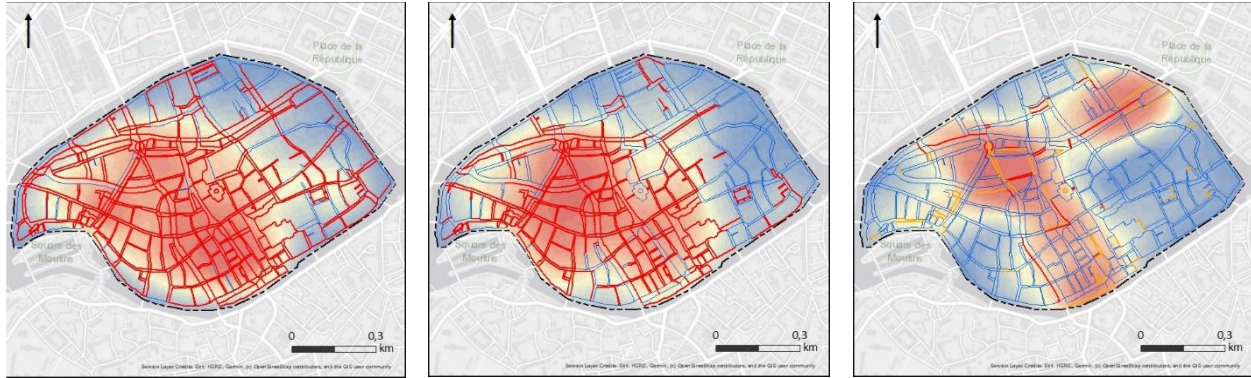 Place de la
République
Square des
Moulins
0 0,3
km
Service Layer Credits: Esri, HERE, Garmin, (c) OpenStreetMap contributors, and the GIS user community
Place de la
République
Square des
Moulins
0 0,3
km
Service Layer Credits: Esri, HERE, Garmin, (c) OpenStreetMap contributors, and the GIS user community
Place de la
République
Square des
Moulins
0 0,3
km
Service Layer Credits: Esri, HERE, Garmin, (c) OpenStreetMap contributors, and the GIS user community